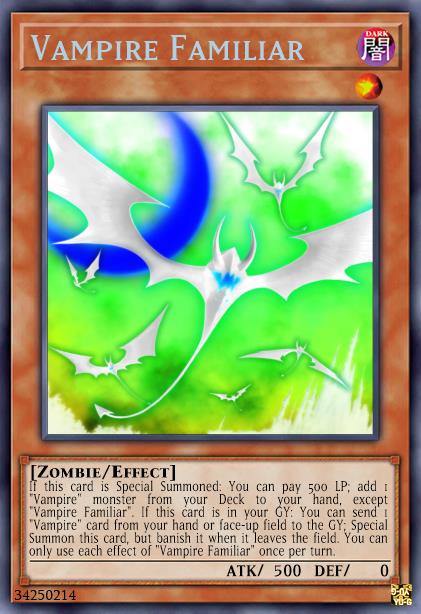 Vampire Familiar
DARK
闇
[Zombie/Effect]
If this card is Special Summoned: You can pay 500 LP; add 1
"Vampire" monster from your Deck to your hand, except
"Vampire Familiar". If this card is in your GY: You can send 1
"Vampire" card from your hand or face-up field to the GY; Special
Summon this card, but banish it when it leaves the field. You can
only use each effect of "Vampire Familiar" once per turn.
ATK/ 500 DEF/ 0
34250214